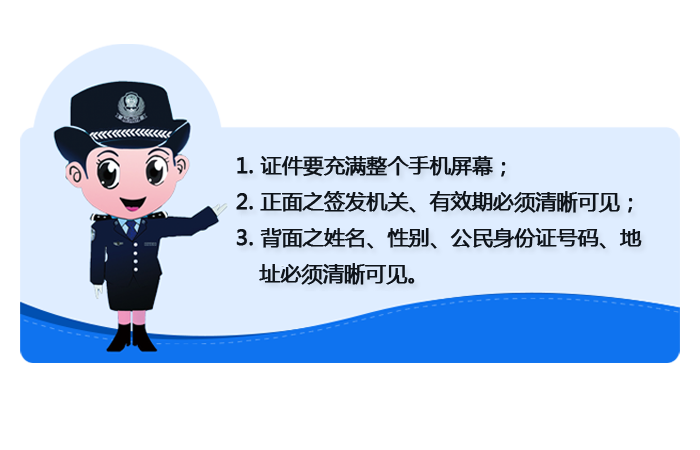 1. 证件要充满整个手机屏幕；
2. 正面之签发机关、有效期必须清晰可见；
3. 背面之姓名、性别、公民身份证号码、地
址必须清晰可见。